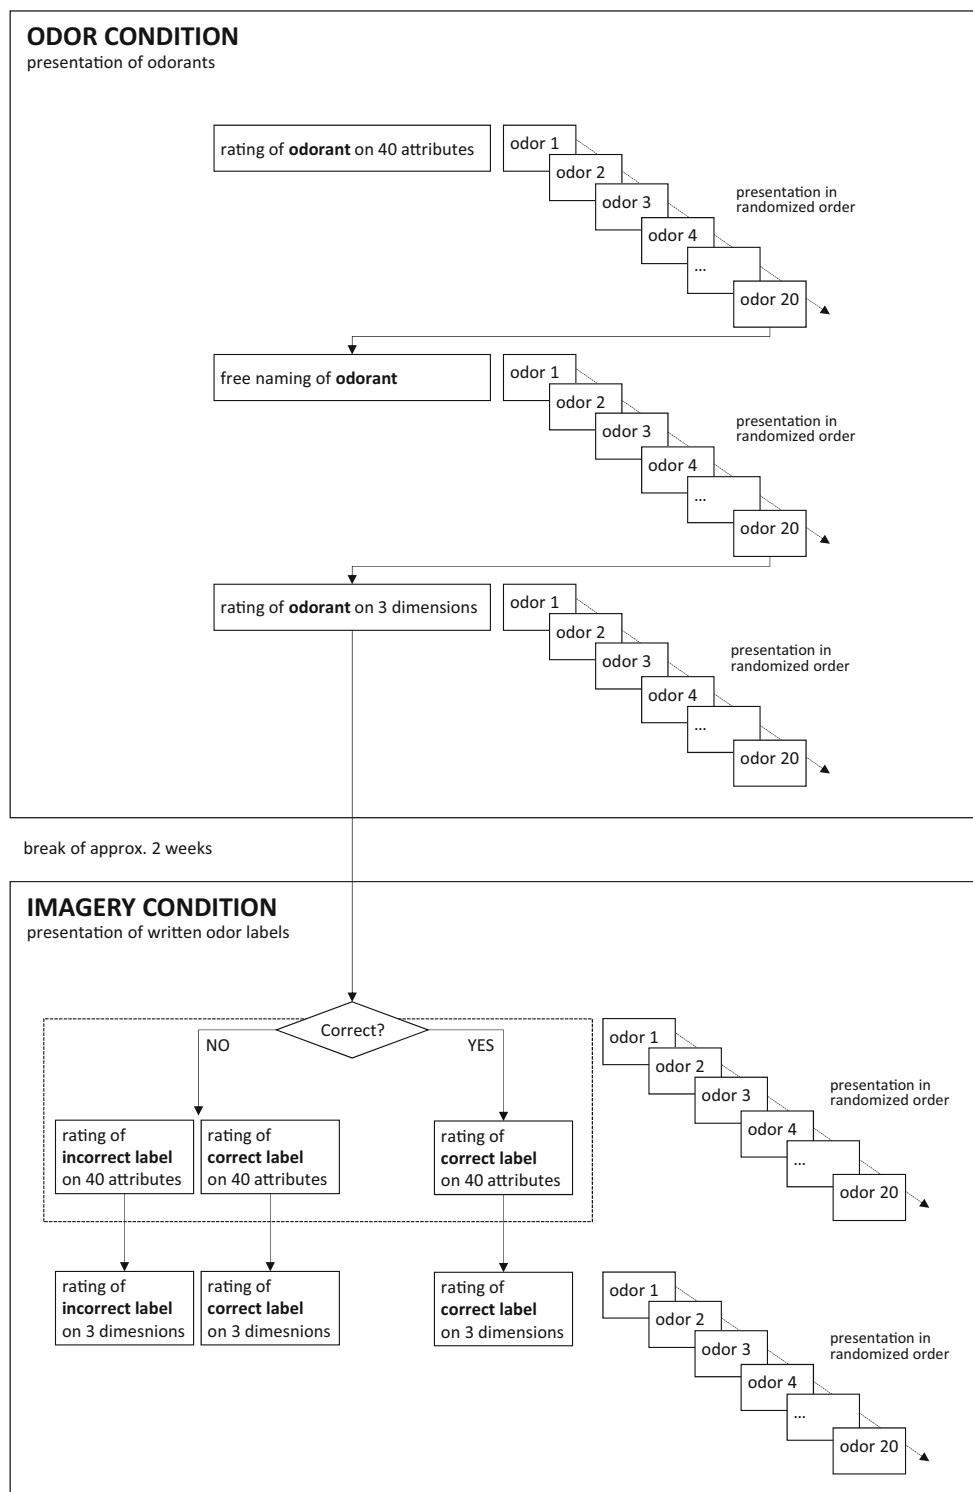 ODOR CONDITION
presentation of odorants
rating of odorant on 40 attributes
odor 1
odor 2
odor 3
odor 4
...
odor 20
presentation in
randomized order
free naming of odorant
odor 1
odor 2
odor 3
odor 4
...
odor 20
presentation in
randomized order
rating of odorant on 3 dimensions
odor 1
odor 2
odor 3
odor 4
...
odor 20
presentation in
randomized order
break of approx. 2 weeks
IMAGERY CONDITION
presentation of written odor labels
Correct?
NO
YES
rating of
incorrect label
on 40 attributes
rating of
correct label
on 40 attributes
rating of
correct label
on 40 attributes
odor 1
odor 2
odor 3
odor 4
...
odor 20
presentation in
randomized order
rating of
incorrect label
on 3 dimesnions
rating of
correct label
on 3 dimesnions
rating of
correct label
on 3 dimensions
odor 1
odor 2
odor 3
odor 4
...
odor 20
presentation in
randomized order